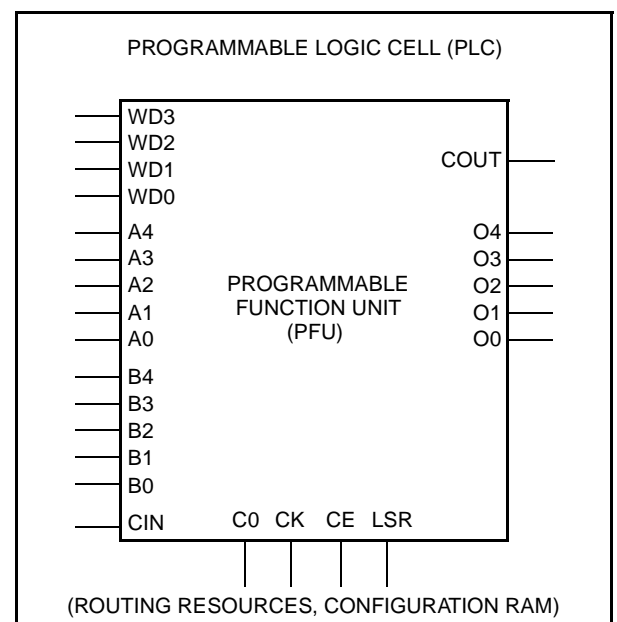 PROGRAMMABLE LOGIC CELL (PLC)
WD3
WD2
WD1
WD0
A4
A3
A2
A1
A0
B4
B3
B2
B1
B0
CIN
PROGRAMMABLE
FUNCTION UNIT
(PFU)
COUT
O4
O3
O2
O1
O0
C0 CK CE LSR
(ROUTING RESOURCES, CONFIGURATION RAM)